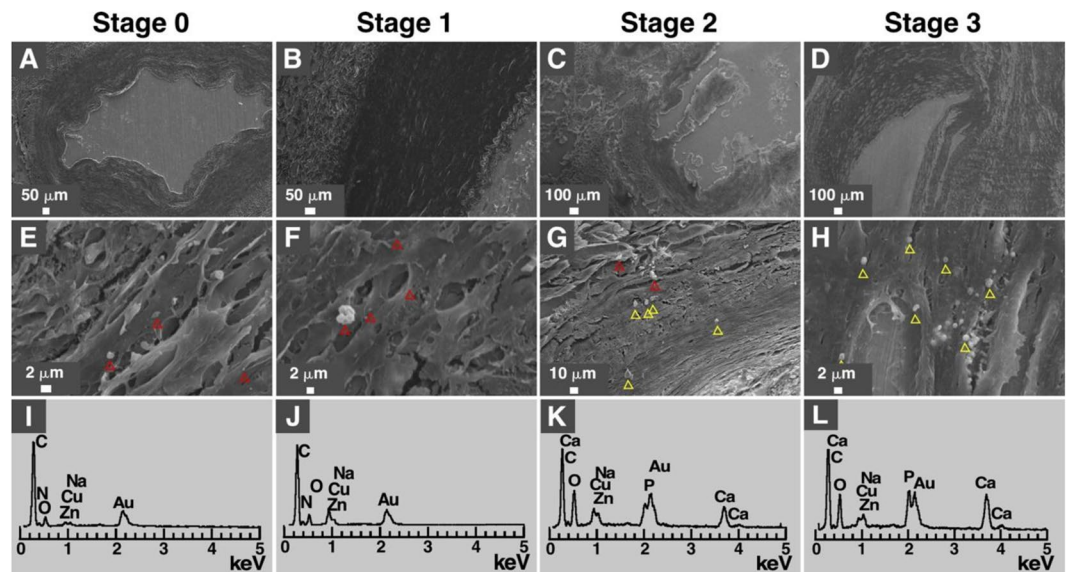 Stage 0 Stage 1 Stage 2 Stage 3
A B C D
50 μm 50 μm 100 μm 100 μm
E F G H
2 μm 2 μm 10 μm 2 μm
I J K L
C
N
O
Na
Cu
Zn
Au
0 1 2 3 4 5
keV
C
N
O
Na
Cu
Zn
Au
0 1 2 3 4 5
keV
Ca
C
O
Na
Cu
Zn
P
Au
Ca
Ca
0 1 2 3 4 5
keV
Ca
C
O
Na
Cu
Zn
P
Au
Ca
Ca
0 1 2 3 4 5
keV